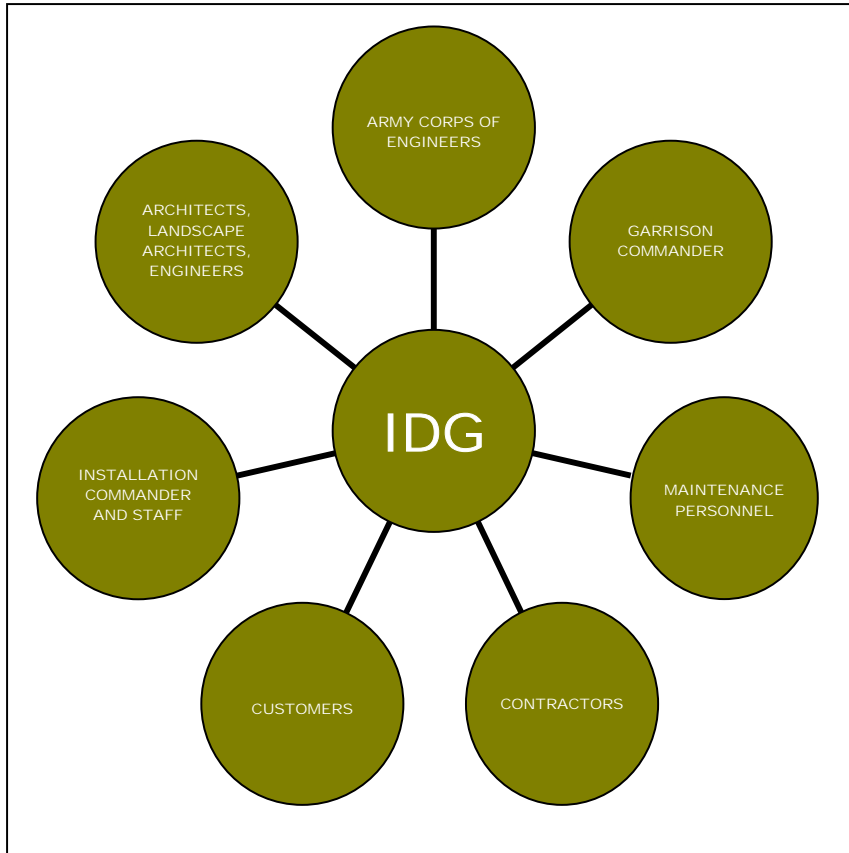 ARMY CORPS OF
ENGINEERS
ARCHITECTS,
LANDSCAPE
ARCHITECTS,
ENGINEERS
GARRISON
COMMANDER
IDG
INSTALLATION
COMMANDER
AND STAFF
MAINTENANCE
PERSONNEL
CUSTOMERS
CONTRACTORS